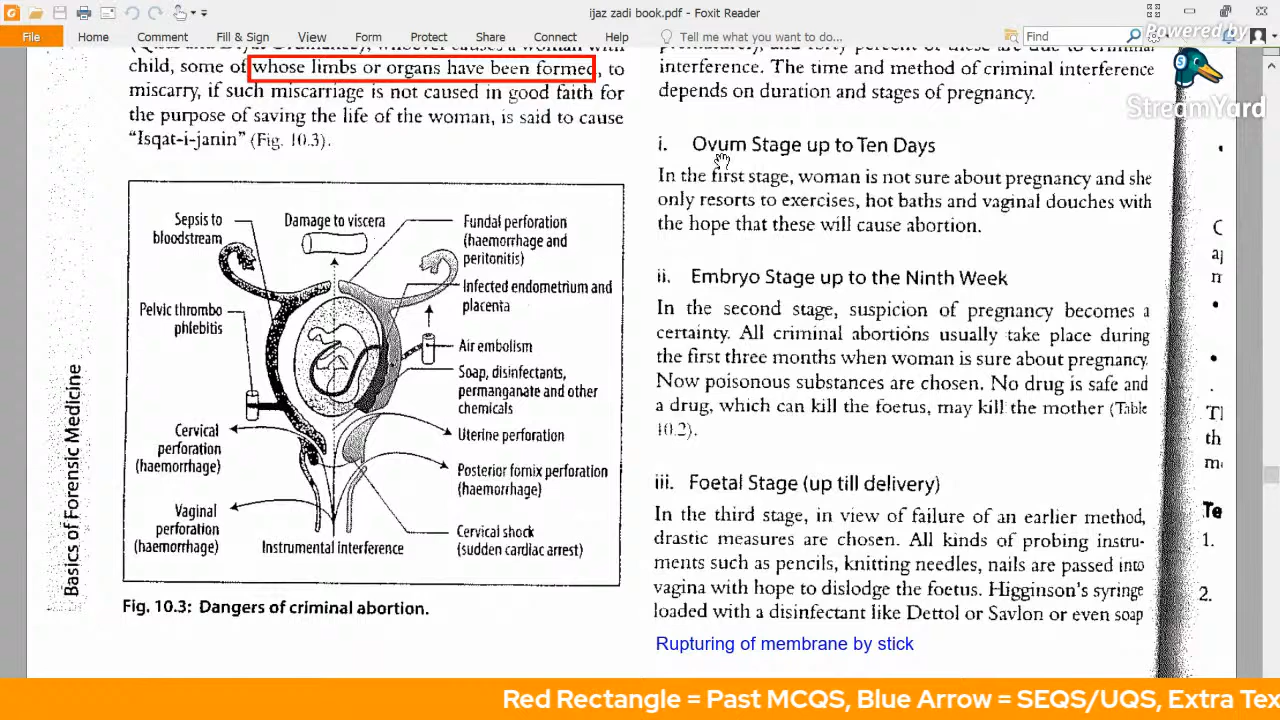 ijaz zadi book.pdf - Foxit Reader
File Home Comment Fill & Sign View Form Protect Share Connect Help Tell me what you want to do... Find
Powered by
StreamYard
child, some of whose limbs or organs have been formed, to
miscarry, if such miscarriage is not caused in good faith for
the purpose of saving the life of the woman, is said to cause
"Isqat-i-janin" (Fig. 10.3).
Sepsis to
bloodstream
Damage to viscera
Fundal perforation
(haemorrhage and
peritonitis)
Infected endometrium and
placenta
Pelvic thrombo
phlebitis
Air embolism
Soap, disinfectants,
permanganate and other
chemicals
Cervical
perforation
(haemorrhage)
Uterine perforation
Posterior fornix perforation
(haemorrhage)
Vaginal
perforation
(haemorrhage)
Instrumental interference
Cervical shock
(sudden cardiac arrest)
Fig. 10.3: Dangers of criminal abortion.
Basics of Forensic Medicine
interference. The time and method of criminal interference
depends on duration and stages of pregnancy.
i. Ovum Stage up to Ten Days
In the first stage, woman is not sure about pregnancy and she
only resorts to exercises, hot baths and vaginal douches with
the hope that these will cause abortion.
ii. Embryo Stage up to the Ninth Week
In the second stage, suspicion of pregnancy becomes a
certainty. All criminal abortions usually take place during
the first three months when woman is sure about pregnancy.
Now poisonous substances are chosen. No drug is safe and
a drug, which can kill the foetus, may kill the mother (Table
10.2).
iii. Foetal Stage (up till delivery)
In the third stage, in view of failure of an earlier method,
drastic measures are chosen. All kinds of probing instru-
ments such as pencils, knitting needles, nails are passed into
vagina with hope to dislodge the foetus. Higginson's syringe
loaded with a disinfectant like Dettol or Savlon or even soap
Rupturing of membrane by stick
1.
2.
Red Rectangle = Past MCQS, Blue Arrow = SEQS/UQS, Extra Tex